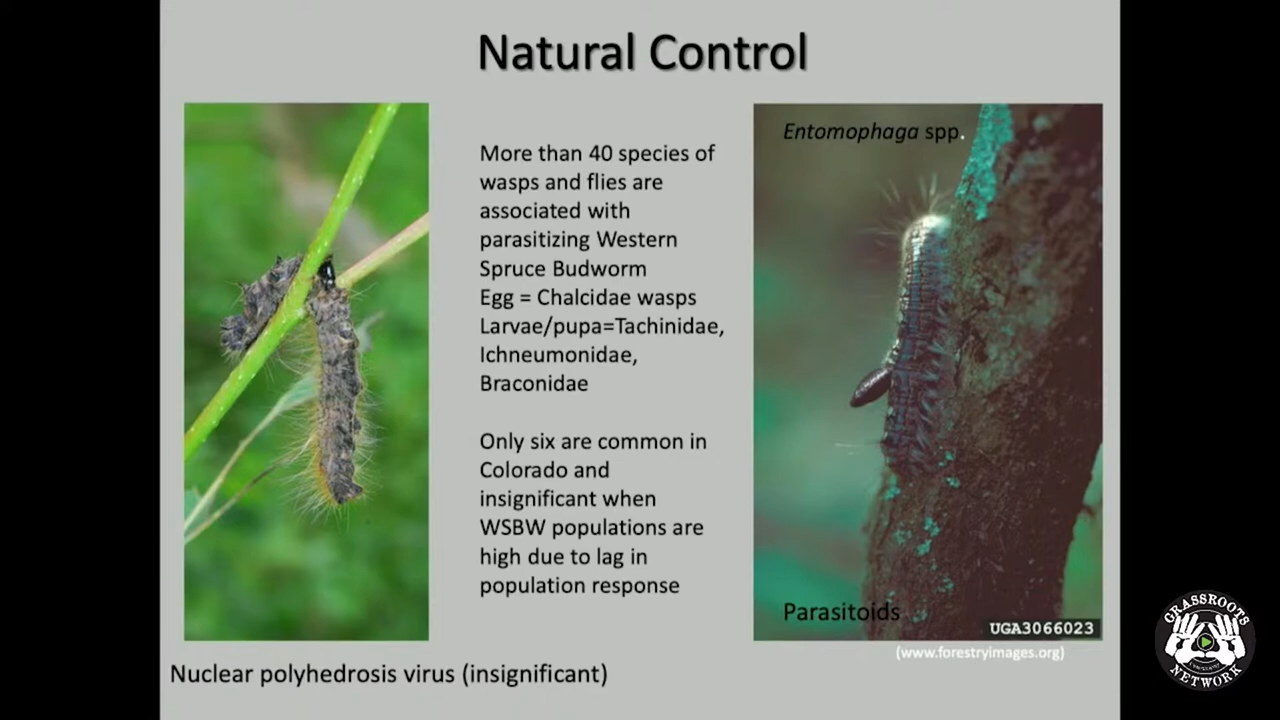 Natural Control
More than 40 species of
wasps and flies are
associated with
parasitizing Western
Spruce Budworm
Egg = Chalcidae wasps
Larvae/pupa=Tachinidae,
Ichneumonidae,
Braconidae
Only six are common in
Colorado and
insignificant when
WSBW populations are
high due to lag in
population response
Entomophaga spp.
Parasitoids
UGA3066023
(www.forestryimages.org)
Nuclear polyhedrosis virus (insignificant)
GRASSROOTS
NETWORK